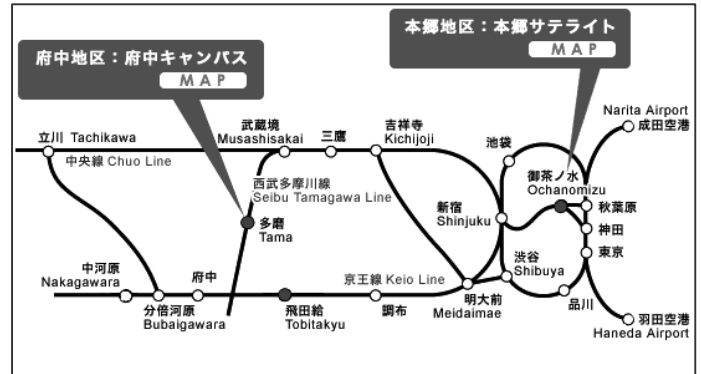 本郷地区：本郷サテライト
MAP
府中地区：府中キャンパス
MAP
Narita Airport
成田空港
立川 Tachikawa
武蔵境
Musashisakai
三鷹
吉祥寺
Kichijoji
池袋
御茶ノ水
Ochanomizu
中央線 Chuo Line
西武多摩川線
Seibu Tamagawa Line
多磨
Tama
新宿
Shinjuku
秋葉原
神田
東京
渋谷
Shibuya
中河原
Nakagawara
府中
京王線 Keio Line
分倍河原
Bubaigawara
飛田給
Tobitakyu
調布
明大前
Meidaimae
品川
羽田空港
Haneda Airport